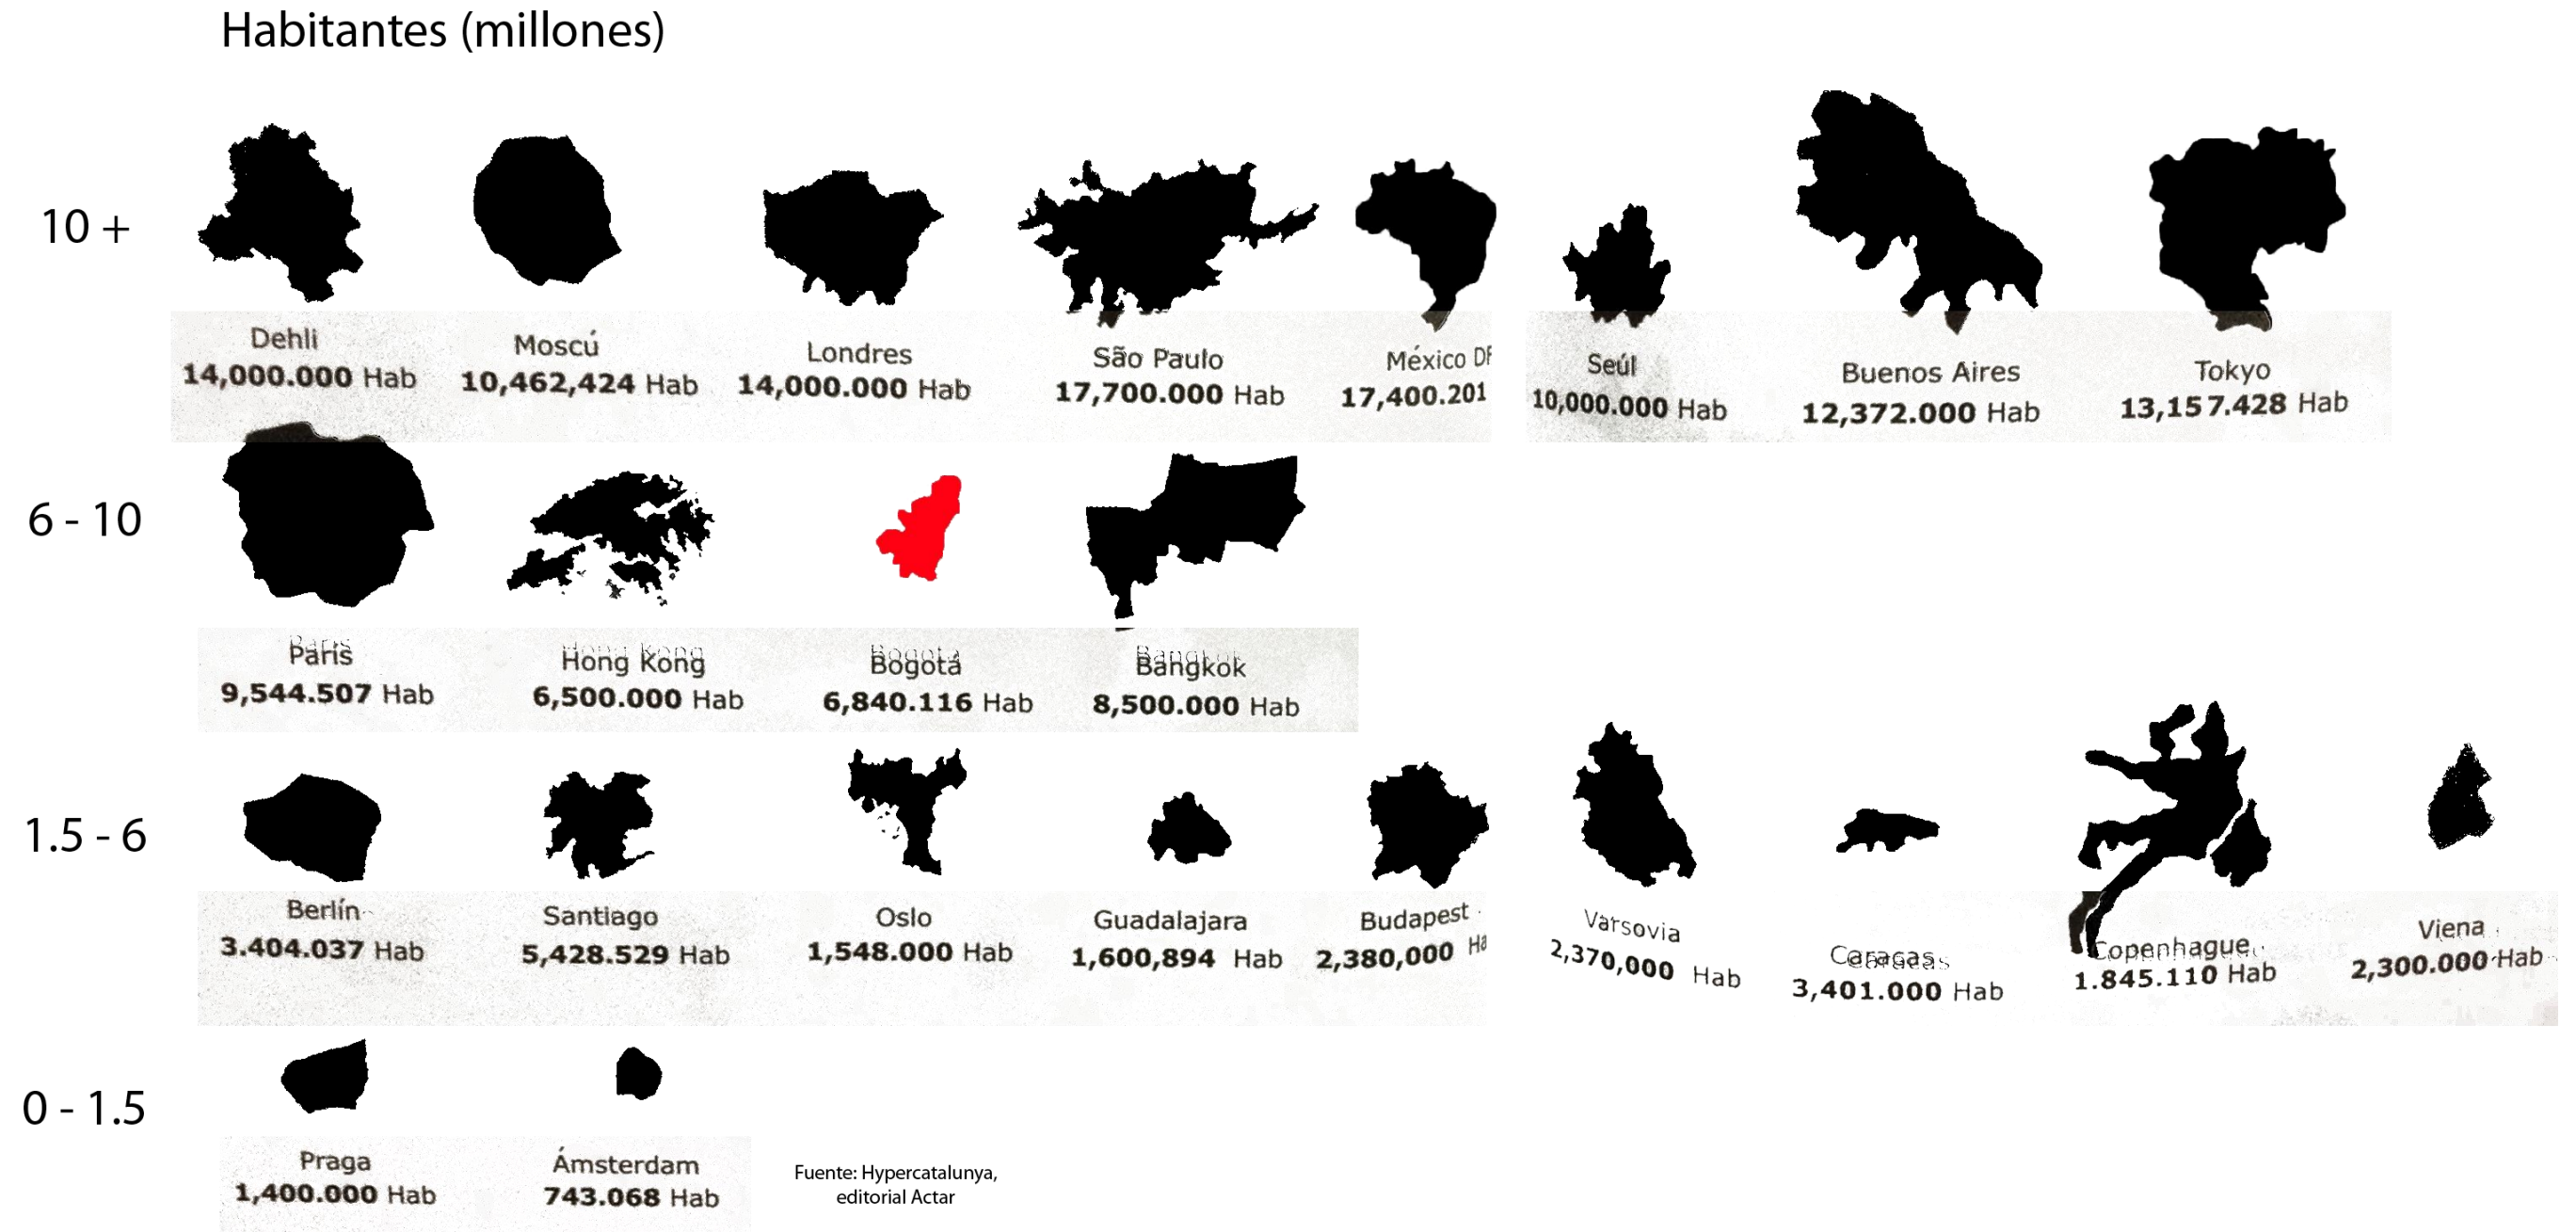 Habitantes (millones)
10 +
Dehli
14,000.000 Hab
Moscú
10,462,424 Hab
Londres
14,000.000 Hab
São Paulo
17,700.000 Hab
México DF
17,400.201
Seúl
10,000.000 Hab
Buenos Aires
12,372.000 Hab
Tokyo
13,157.428 Hab
6 - 10
París
9,544.507 Hab
Hong Kong
6,500.000 Hab
Bogotá
6,840.116 Hab
Bangkok
8,500.000 Hab
1.5 - 6
Berlín
3.404.037 Hab
Santiago
5,428.529 Hab
Oslo
1,548.000 Hab
Guadalajara
1,600,894 Hab
Budapest
2,380,000 Ha
Varsovia
2,370,000 Hab
Caracas
3,401.000 Hab
Copenhague
1.845.110 Hab
Viena
2,300.000 Hab
0 - 1.5
Praga
1,400.000 Hab
Ámsterdam
743.068 Hab
Fuente: Hypercatalunya,
editorial Actar